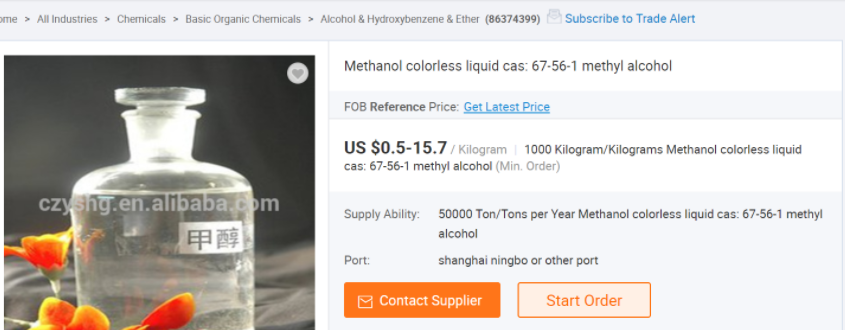 ome > All Industries > Chemicals > Basic Organic Chemicals > Alcohol & Hydroxybenzene & Ether (86374399) Subscribe to Trade Alert
Methanol colorless liquid cas: 67-56-1 methyl alcohol
FOB Reference Price: Get Latest Price
US $0.5-15.7 / Kilogram | 1000 Kilogram/Kilograms Methanol colorless liquid
cas: 67-56-1 methyl alcohol (Min. Order)
czyshg.en.alibaba.com
甲醇
Supply Ability: 50000 Ton/Tons per Year Methanol colorless liquid cas: 67-56-1 methyl
alcohol
Port: shanghai ningbo or other port
Contact Supplier
Start Order